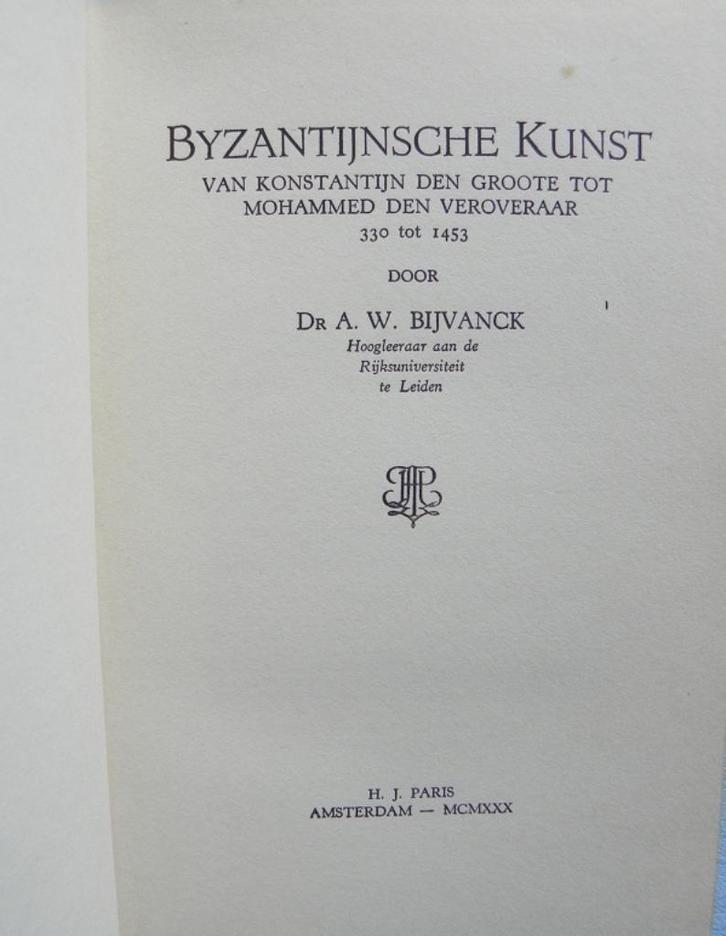 BYZANTIJNSCHE KUNST
VAN KONSTANTIJN DEN GROOTE TOT
MOHAMMED DEN VEROVERAAR
330 tot 1453
DOOR
DR A. W. BIJVANCK
Hoogleeraar aan de
Rijksuniversiteit
te Leiden
H. J. PARIS
AMSTERDAM — MCMXXX